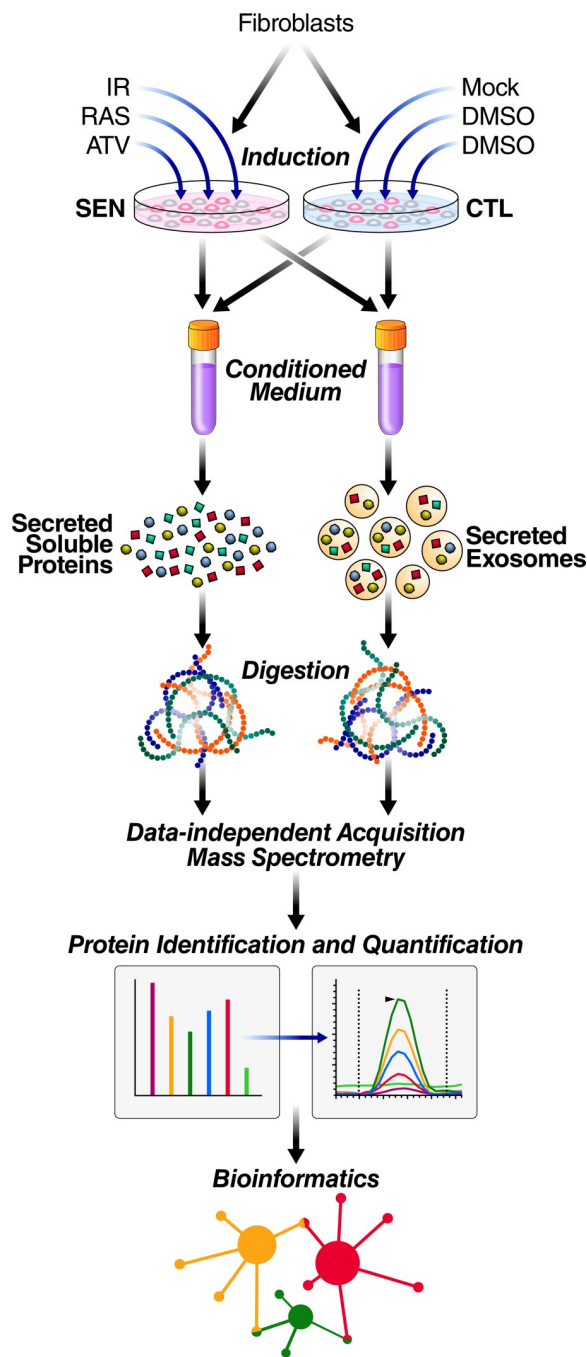 Fibroblasts
IR
RAS
ATV
Mock
DMSO
DMSO
Induction
SEN
CTL
Conditioned
Medium
Secreted
Soluble
Proteins
Secreted
Exosomes
Digestion
Data-independent Acquisition
Mass Spectrometry
Protein Identification and Quantification
Bioinformatics